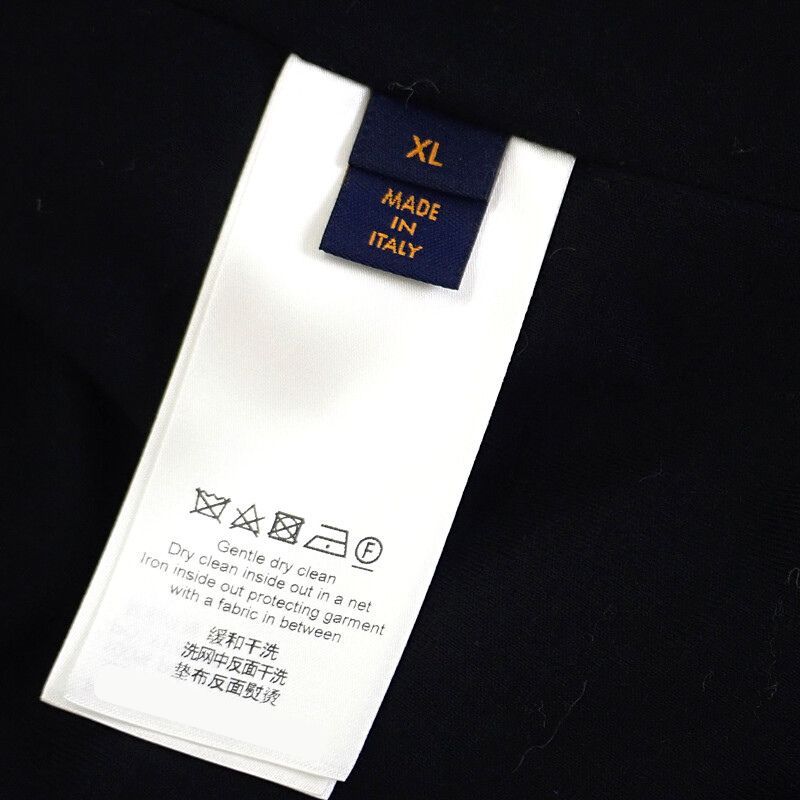 XL
MADE
IN
ITALY
F
Gentle dry clean
Dry clean inside out in a net
Iron inside out protecting garment
with a fabric in between
缓和干洗
洗网中反面干洗
垫布反面熨烫